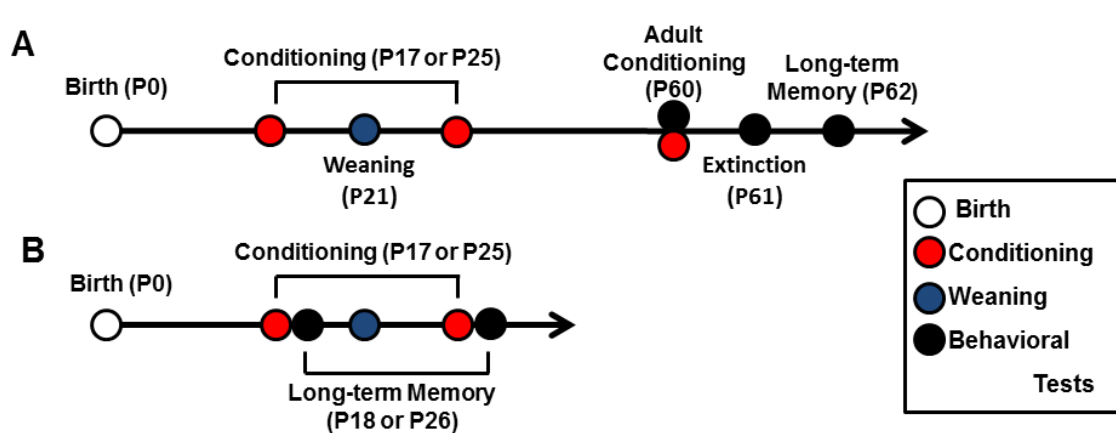 A
Conditioning (P17 or P25)
Birth (P0)
Adult
Conditioning
(P60)
Long-term
Memory (P62)
Weaning
(P21)
Extinction
(P61)
B
Conditioning (P17 or P25)
Birth (P0)
Long-term Memory
(P18 or P26)
Birth
Conditioning
Weaning
Behavioral
Tests